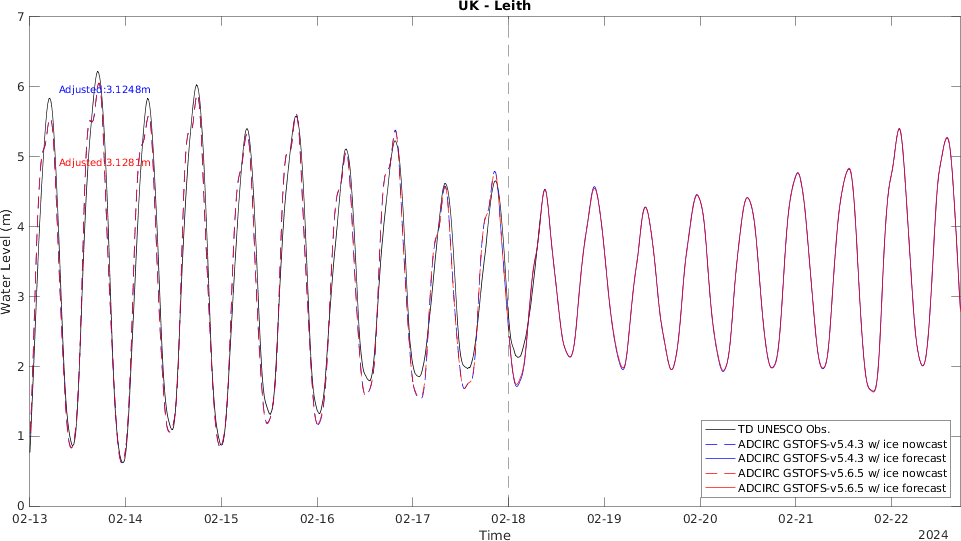 UK - Leith
7
6
5
4
3
2
1
0
Water Level (m)
Adjusted:3.1248m
Adjusted:3.1281m
TD UNESCO Obs.
ADCIRC GSTOFS-v5.4.3 w/ ice nowcast
ADCIRC GSTOFS-v5.4.3 w/ ice forecast
ADCIRC GSTOFS-v5.6.5 w/ ice nowcast
ADCIRC GSTOFS-v5.6.5 w/ ice forecast
02-13 02-14 02-15 02-16 02-17 02-18 02-19 02-20 02-21 02-22
Time
2024